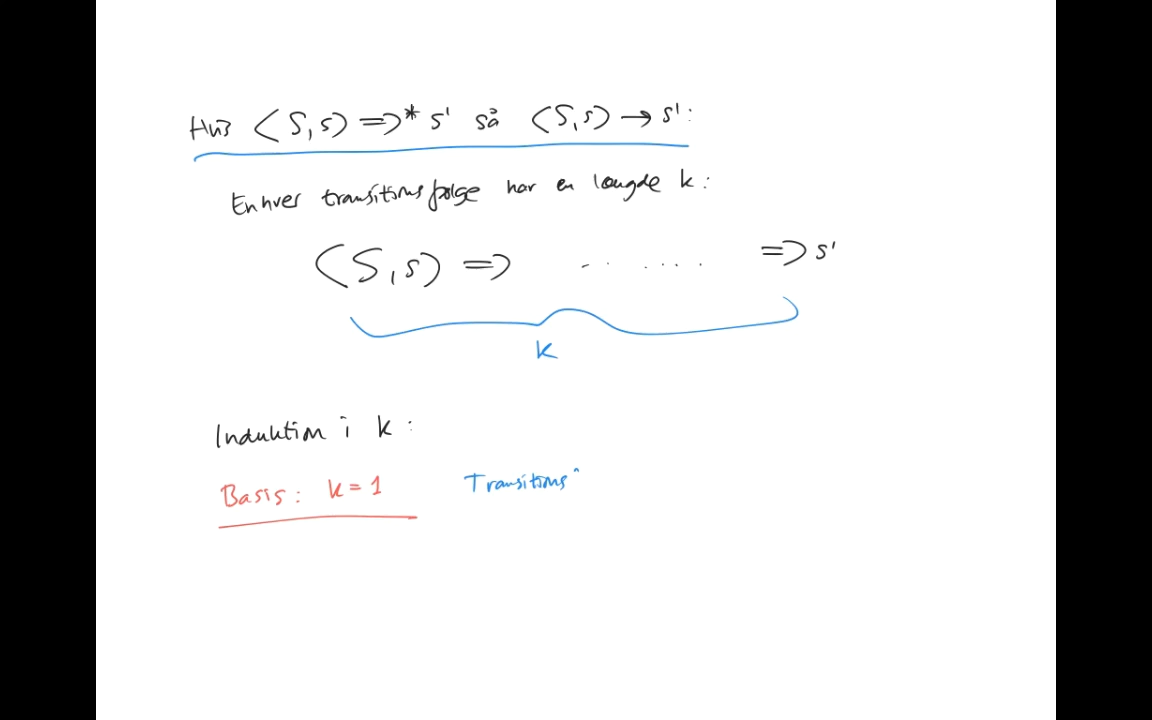 Hvis ⟨S,s⟩ ⇒* s' så ⟨S,s⟩ → s':
Enhver transitionsfølge har en længde k:
⟨S,s⟩ ⇒ ........ ⇒ s'
k
Induktion i k:
Basis: k=1 Transitions